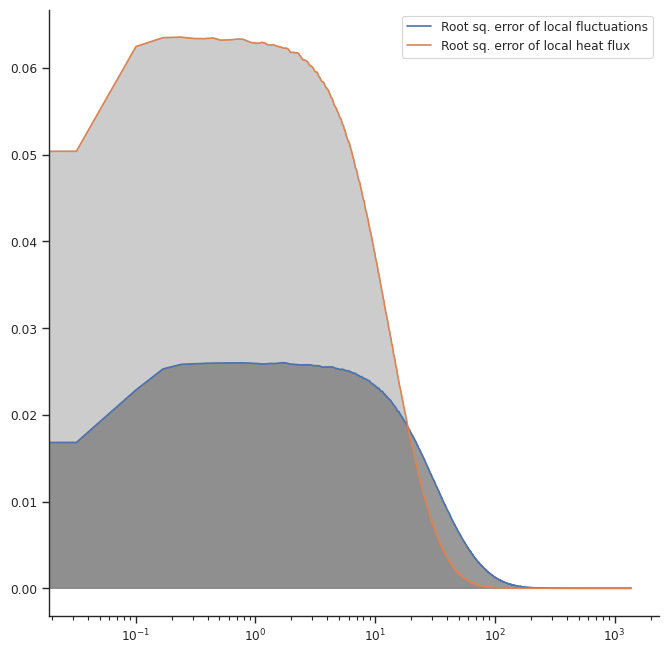 Root sq. error of local fluctuations
Root sq. error of local heat flux
0.06
0.05
0.04
0.03
0.02
0.01
0.00
10⁻¹ 10⁰ 10¹ 10² 10³